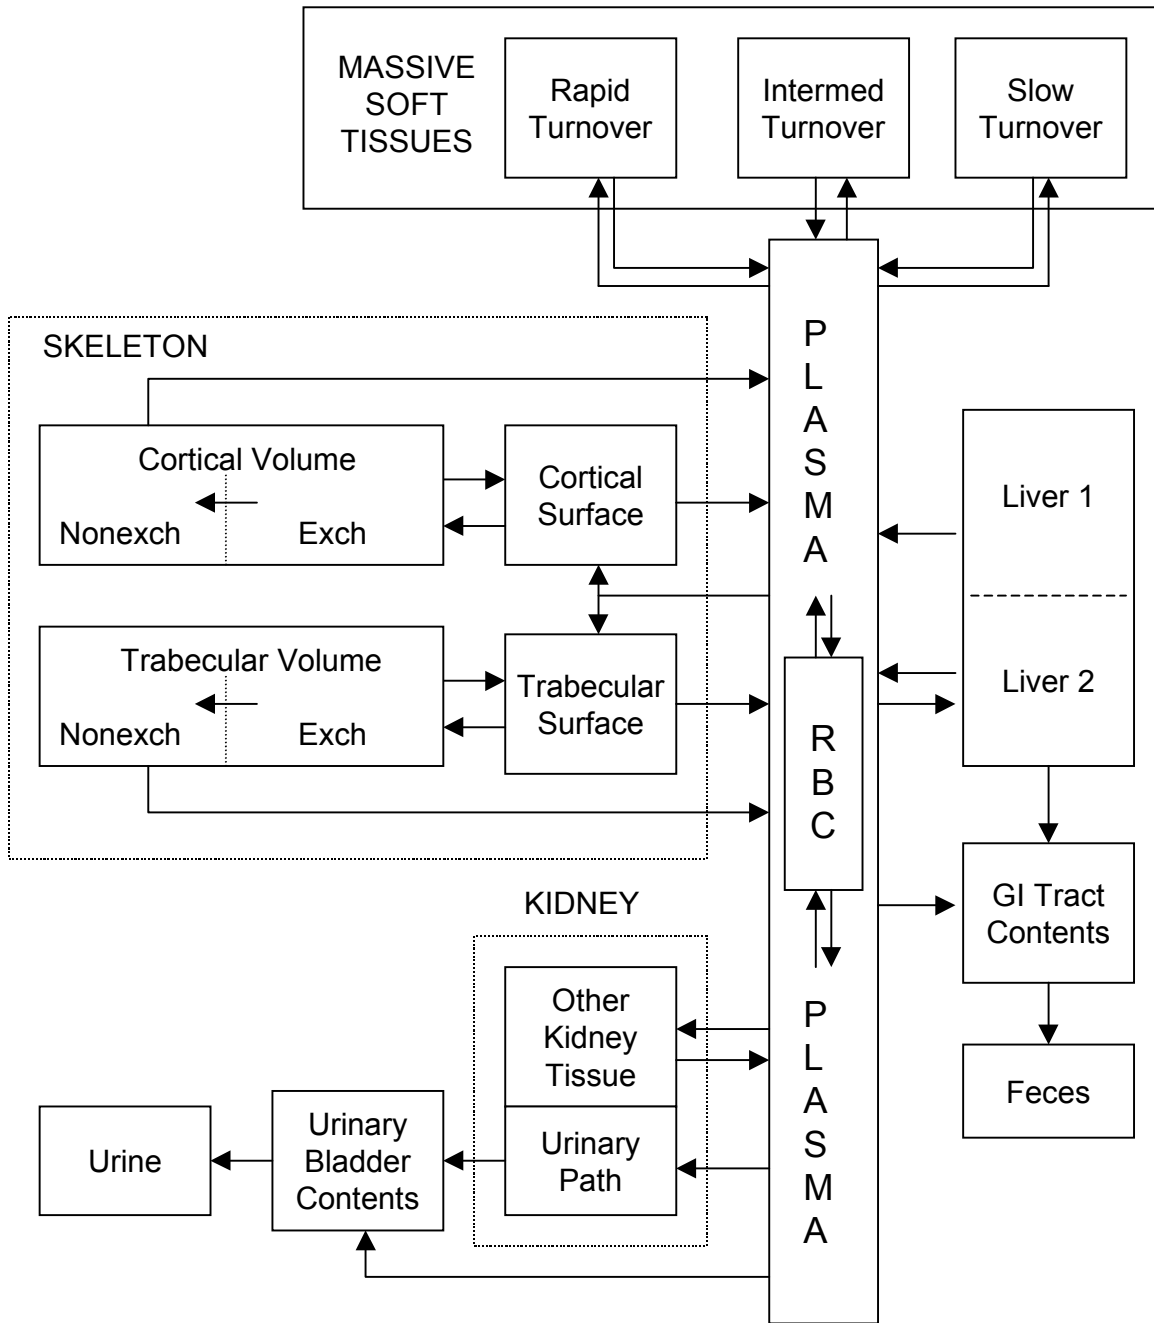 MASSIVE
SOFT
TISSUES
Rapid
Turnover
Intermed
Turnover
Slow
Turnover
SKELETON
Cortical Volume
Nonexch
Exch
Cortical
Surface
Trabecular Volume
Nonexch
Exch
Trabecular
Surface
P
L
A
S
M
A
R
B
C
P
L
A
S
M
A
Liver 1
Liver 2
GI Tract
Contents
Feces
KIDNEY
Other
Kidney
Tissue
Urinary
Path
Urinary
Bladder
Contents
Urine